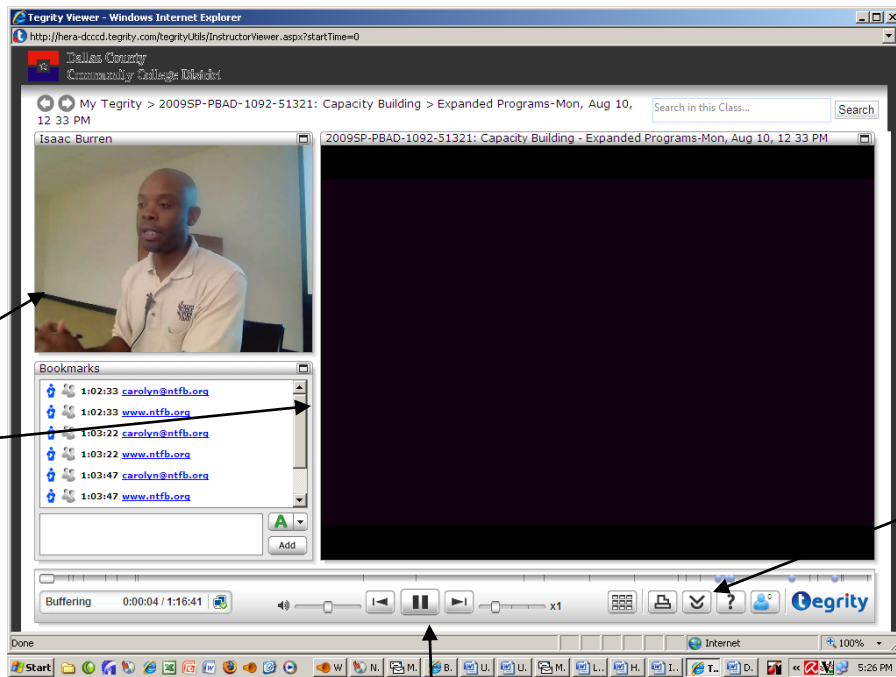 Tegrity Viewer - Windows Internet Explorer
http://hera-dcccd.tegrity.com/tegrityUtils/InstructorViewer.aspx?startTime=0
Dallas County
Community College District
My Tegrity > 2009SP-PBAD-1092-51321: Capacity Building > Expanded Programs-Mon, Aug 10,
12 33 PM
Search in this Class...
Search
Isaac Burren
2009SP-PBAD-1092-51321: Capacity Building - Expanded Programs-Mon, Aug 10, 12 33 PM
Bookmarks
1:02:33 carolyn@ntfb.org
1:02:33 www.ntfb.org
1:03:22 carolyn@ntfb.org
1:03:22 www.ntfb.org
1:03:47 carolyn@ntfb.org
1:03:47 www.ntfb.org
A
Add
Buffering 0:00:04 / 1:16:41
x1
?
tegrity
Done
Internet
100%
Start
W
N.
M.
B.
U.
U.
M.
L..
H.
I..
T..
D.
«
5:26 PM